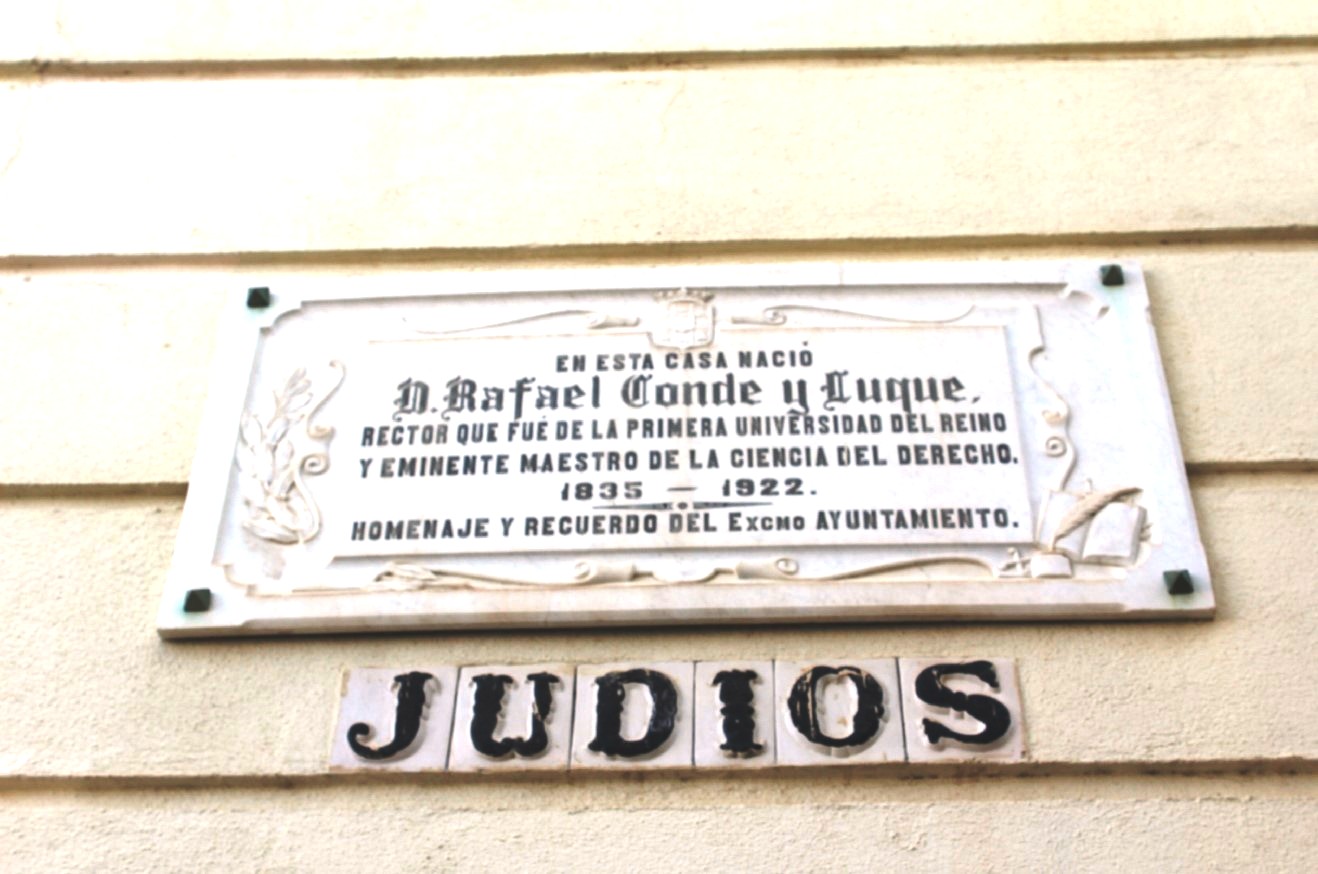 EN ESTA CASA NACIÓ
D. Rafael Conde y Luque,
RECTOR QUE FUÉ DE LA PRIMERA UNIVERSIDAD DEL REINO
Y EMINENTE MAESTRO DE LA CIENCIA DEL DERECHO.
1835 — 1922.
HOMENAJE Y RECUERDO DEL EXCMO AYUNTAMIENTO.
JUDIOS